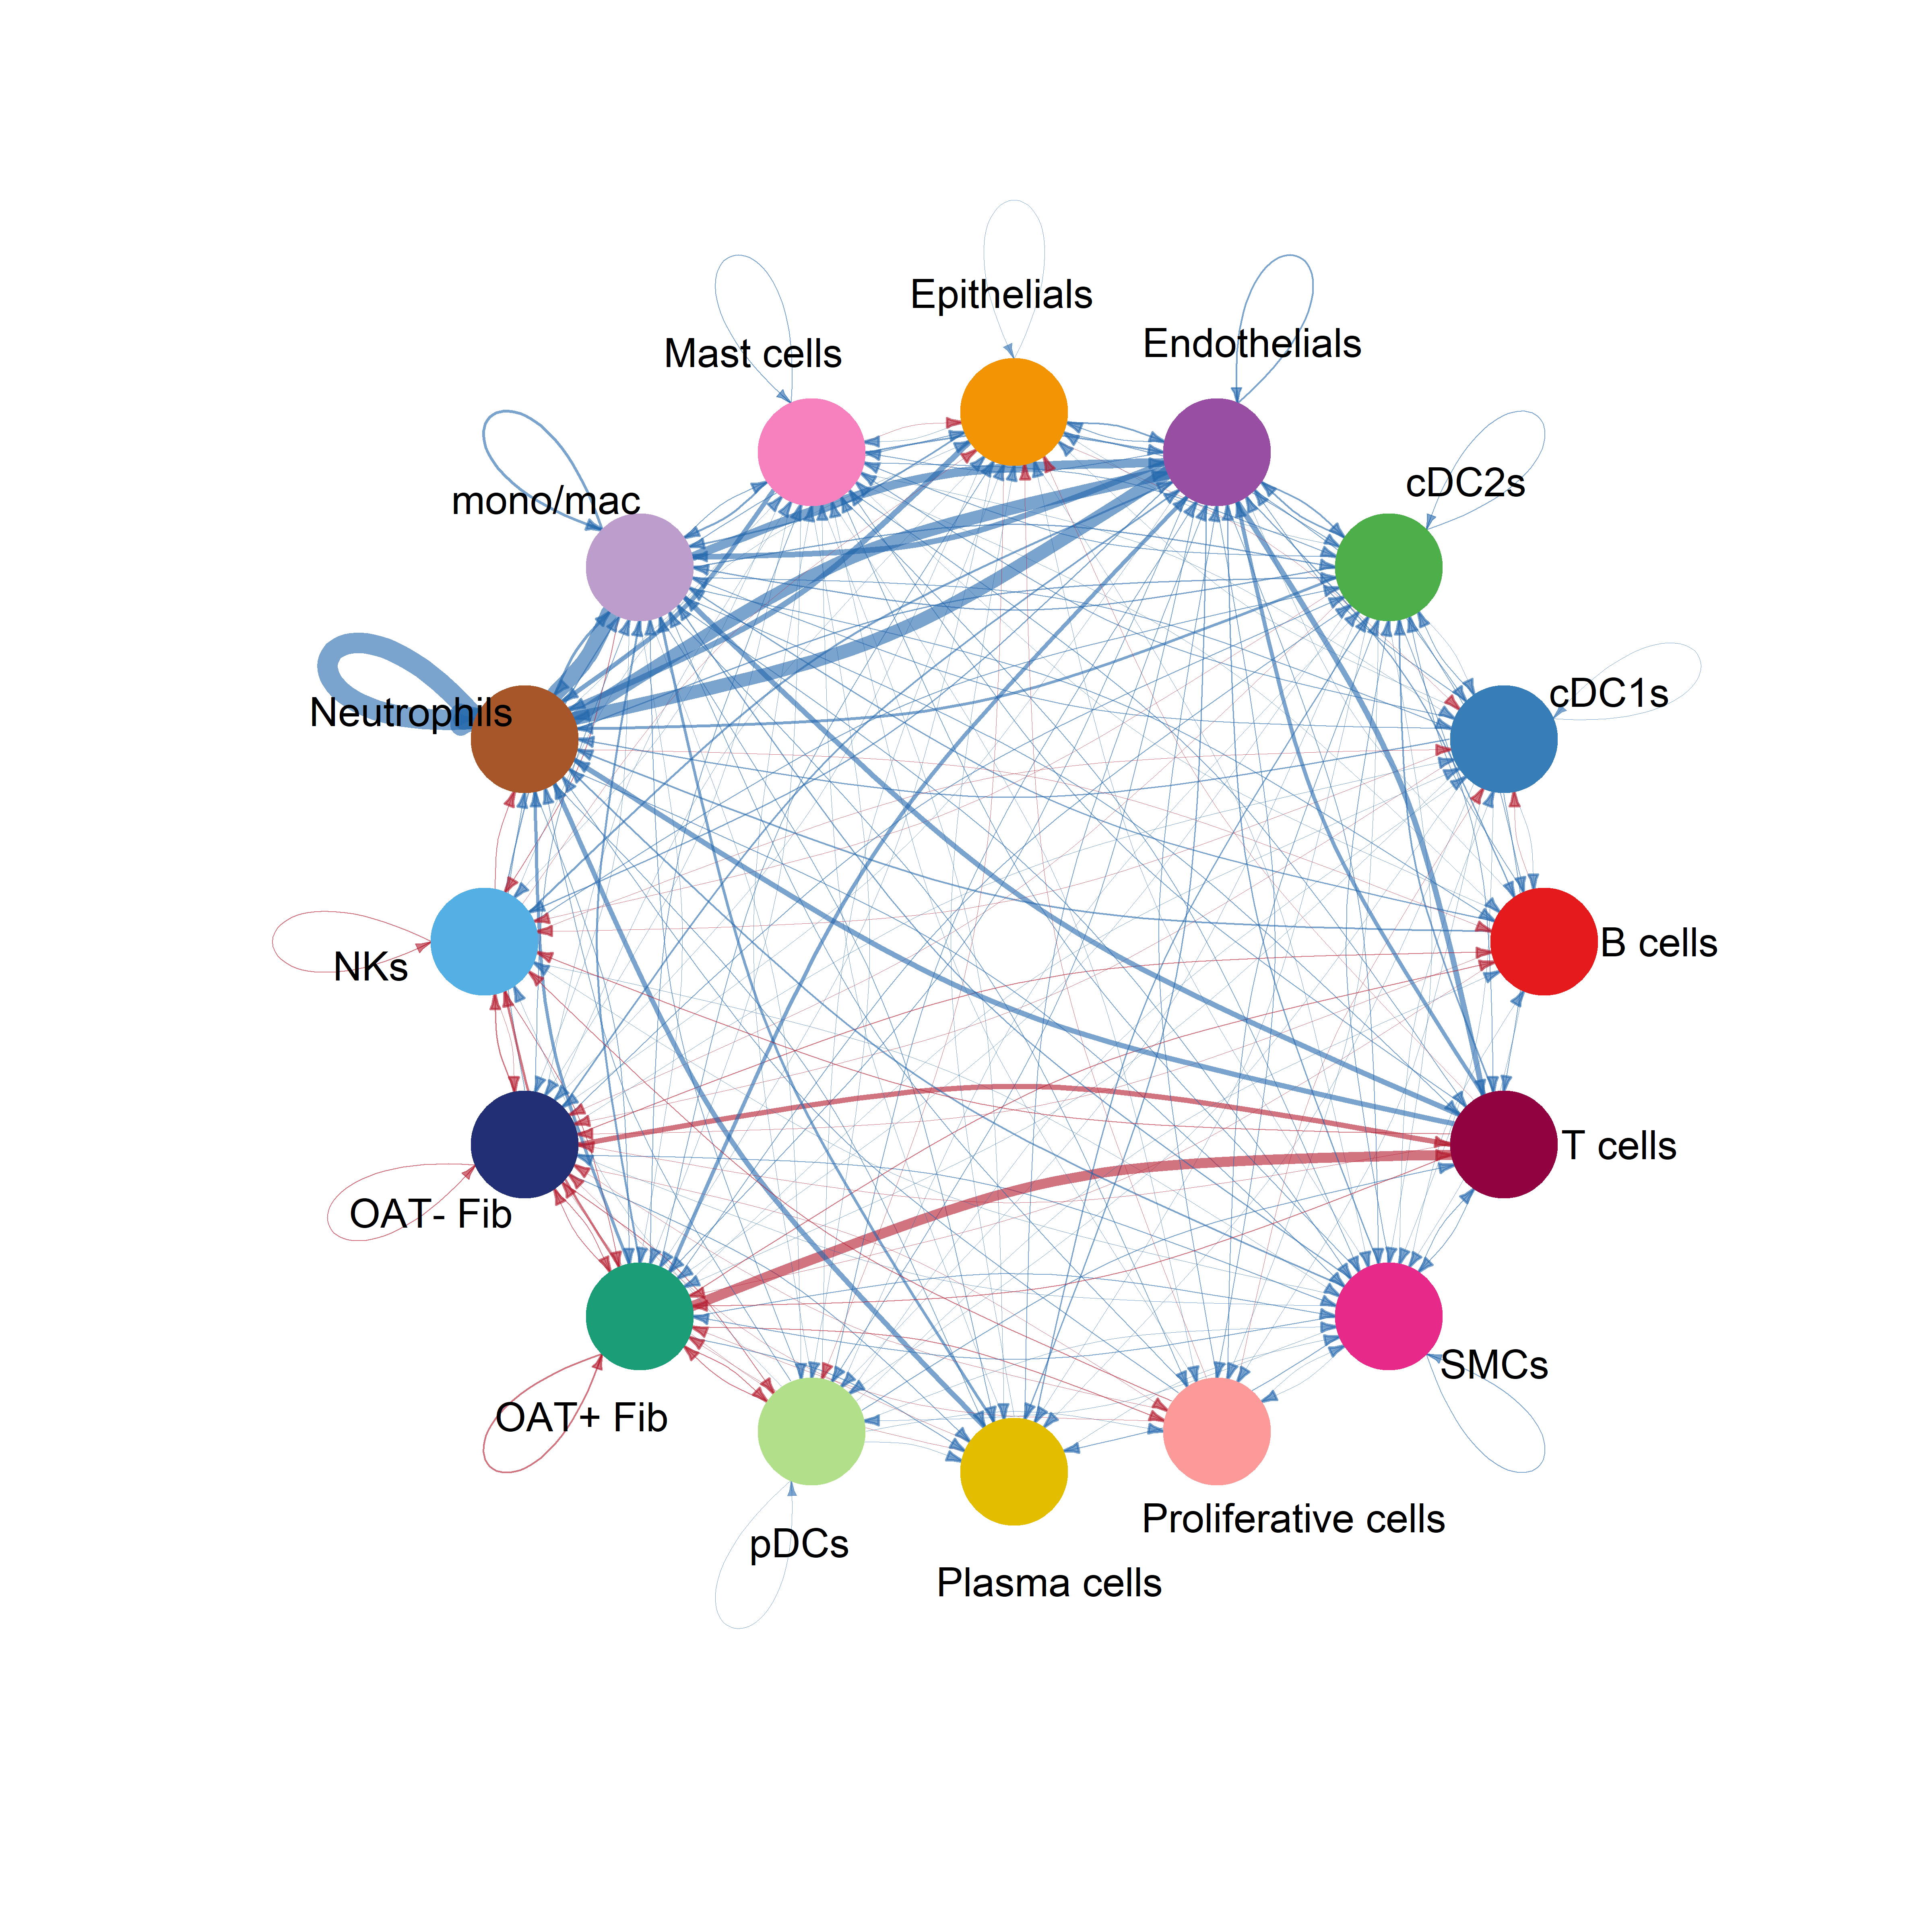 Epithelials
Endothelials
Mast cells
cDC2s
mono/mac
cDC1s
Neutrophils
B cells
NKs
T cells
OAT- Fib
SMCs
OAT+ Fib
Proliferative cells
pDCs
Plasma cells